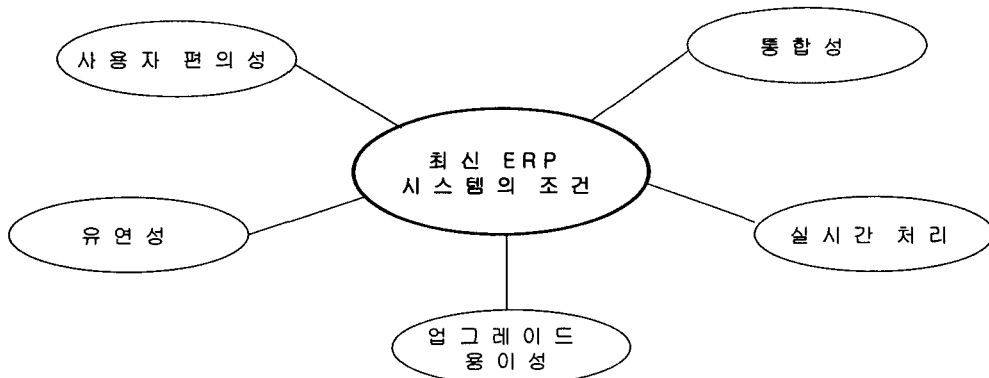 사용자 편의성
통합성
최신 ERP
시스템의 조건
유연성
실시간 처리
업그레이드
용이성